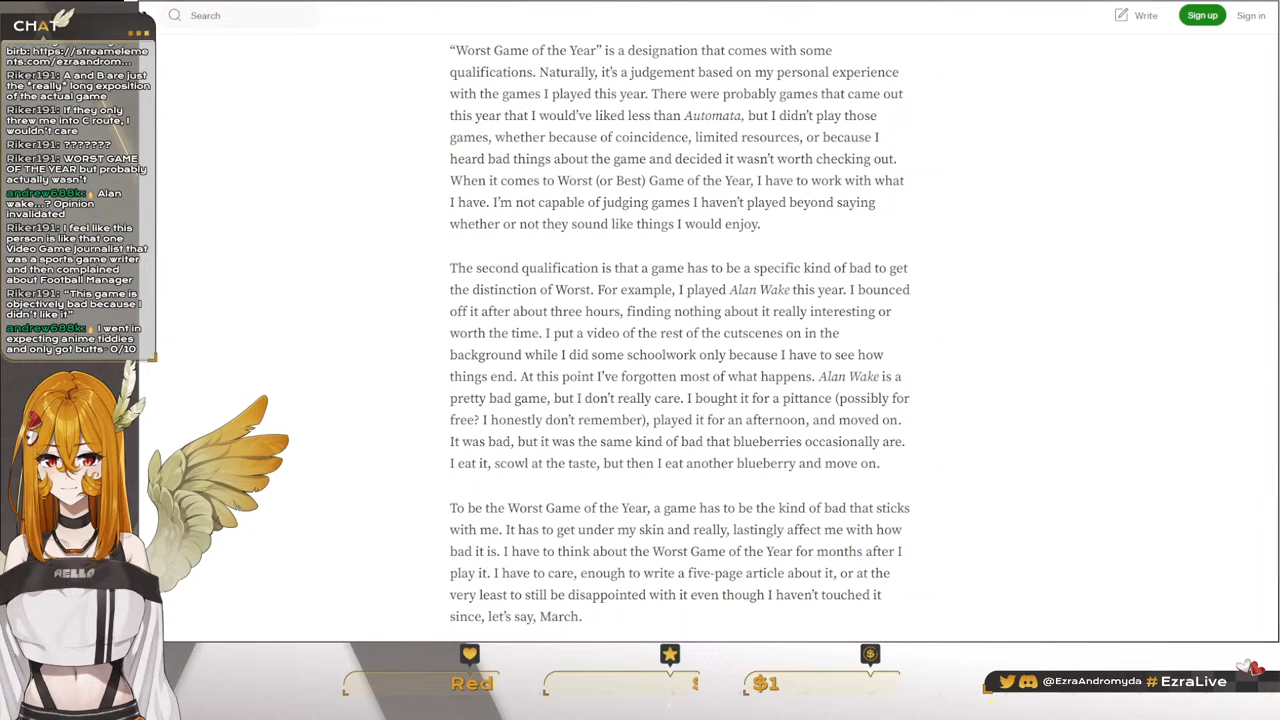 CHAT
birb: https://streameleme
nts.com/ezraandrom...
Riker191: A and B are just
the *really* long exposition
of the actual game
Riker191: If they only
threw me into C route, I
wouldn't care
Riker191: ???????
Riker191: WORST GAME
OF THE YEAR but probably
actually wasn't
andrew688k: Alan
wake...? Opinion
invalidated
Riker191: I feel like this
person is like that one
Video Game journalist that
was a sports game writer
and then complained
about Football Manager
Riker191: "This game is
objectively bad because I
didn't like it"
andrew688k: I went in
expecting anime tiddies
and only got butts- 0/10
Search
Write
Sign up
Sign in
“Worst Game of the Year” is a designation that comes with some
qualifications. Naturally, it’s a judgement based on my personal experience
with the games I played this year. There were probably games that came out
this year that I would’ve liked less than Automata, but I didn’t play those
games, whether because of coincidence, limited resources, or because I
heard bad things about the game and decided it wasn’t worth checking out.
When it comes to Worst (or Best) Game of the Year, I have to work with what
I have. I’m not capable of judging games I haven’t played beyond saying
whether or not they sound like things I would enjoy.
The second qualification is that a game has to be a specific kind of bad to get
the distinction of Worst. For example, I played Alan Wake this year. I bounced
off it after about three hours, finding nothing about it really interesting or
worth the time. I put a video of the rest of the cutscenes on in the
background while I did some schoolwork only because I have to see how
things end. At this point I’ve forgotten most of what happens. Alan Wake is a
pretty bad game, but I don’t really care. I bought it for a pittance (possibly for
free? I honestly don’t remember), played it for an afternoon, and moved on.
It was bad, but it was the same kind of bad that blueberries occasionally are.
I eat it, scowl at the taste, but then I eat another blueberry and move on.
To be the Worst Game of the Year, a game has to be the kind of bad that sticks
with me. It has to get under my skin and really, lastingly affect me with how
bad it is. I have to think about the Worst Game of the Year for months after I
play it. I have to care, enough to write a five-page article about it, or at the
very least to still be disappointed with it even though I haven’t touched it
since, let’s say, March.
HELLO
Red
$1
@EzraAndromyda # EzraLive